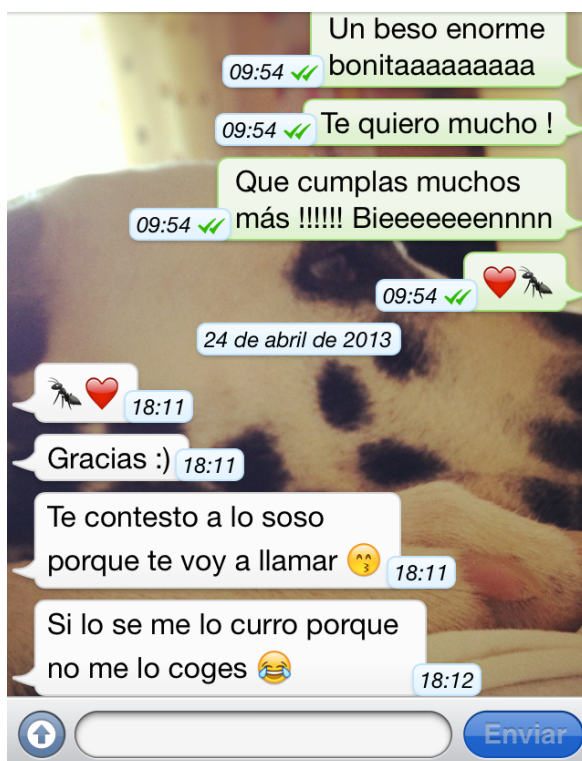 Un beso enorme
bonitaaaaaaaaaa
09:54
Te quiero mucho !
09:54
Que cumplas muchos
más !!!!!! Bieeeeeeennnn
09:54
❤️🐜
09:54
24 de abril de 2013
🐜❤️
18:11
Gracias :)
18:11
Te contesto a lo soso
porque te voy a llamar 😙
18:11
Si lo se me lo curro porque
no me lo coges 😂
18:12
Enviar